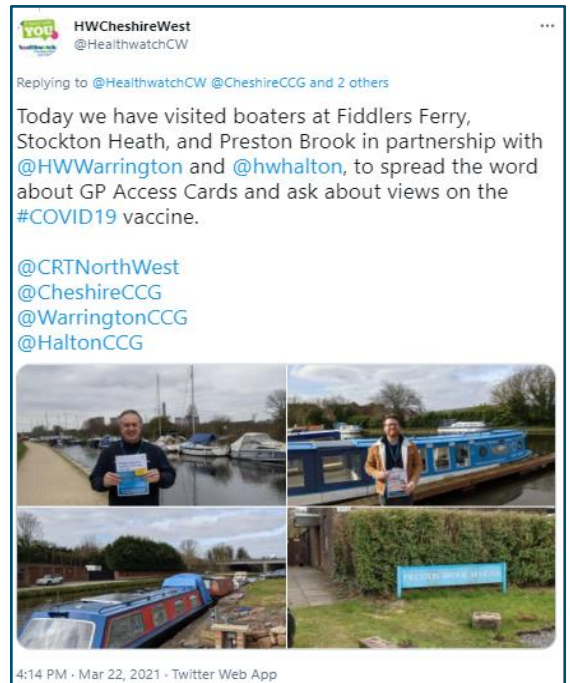 YOU!
healthwatch
HWCheshireWest
@HealthwatchCW
Replying to @HealthwatchCW @CheshireCCG and 2 others
Today we have visited boaters at Fiddlers Ferry,
Stockton Heath, and Preston Brook in partnership with
@HWWarrington and @hwhalton, to spread the word
about GP Access Cards and ask about views on the
#COVID19 vaccine.
@CRTNorthWest
@CheshireCCG
@WarringtonCCG
@HaltonCCG
PRESTON BROOK MARINA
4:14 PM · Mar 22, 2021 · Twitter Web App